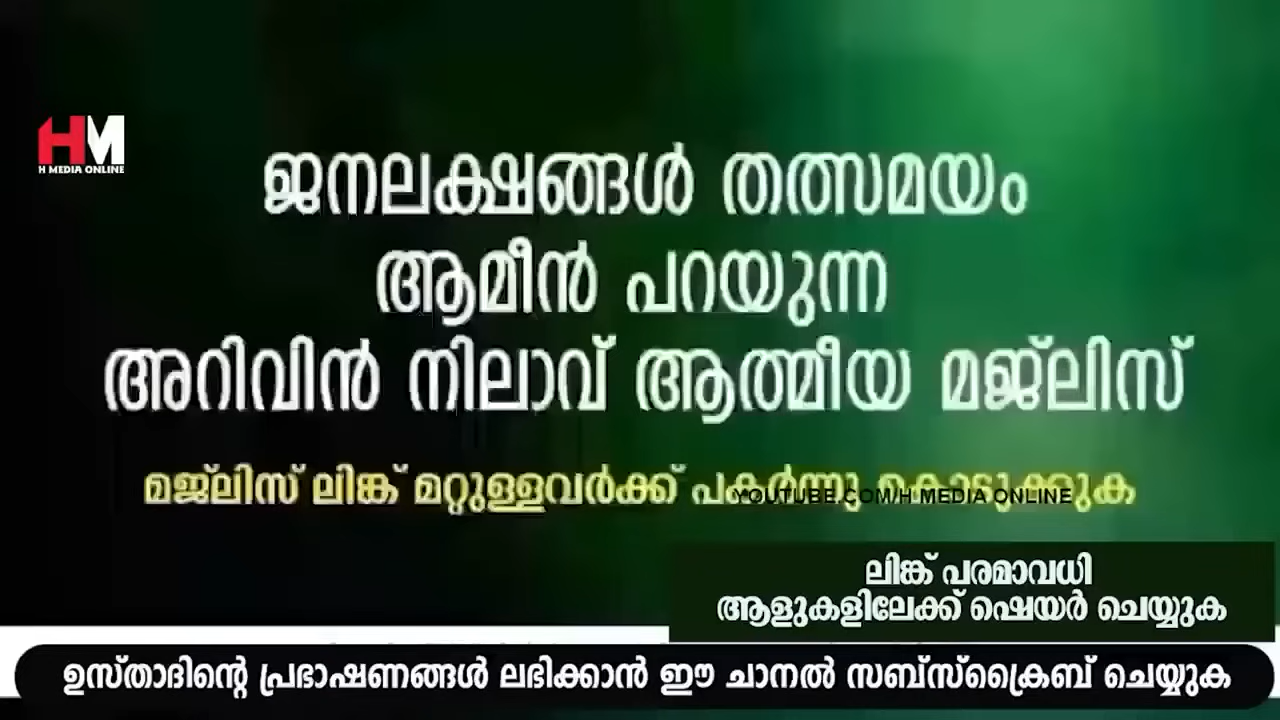 HM
H MEDIA ONLINE
ജനലക്ഷങ്ങൾ തത്സമയം
ആമീൻ പറയുന്ന
അറിവിൻ നിലാവ് ആത്മീയ മജ്ലിസ്
മജ്ലിസ് ലിങ്ക് മറ്റുള്ളവർക്ക് പകർന്നു കൊടുക്കുക
YOUTUBE.COM/H MEDIA ONLINE
ലിങ്ക് പരമാവധി
ആളുകളിലേക്ക് ഷെയർ ചെയ്യുക
ഉസ്താദിന്റെ പ്രഭാഷണങ്ങൾ ലഭിക്കാൻ ഈ ചാനൽ സബ്സ്ക്രൈബ് ചെയ്യുക